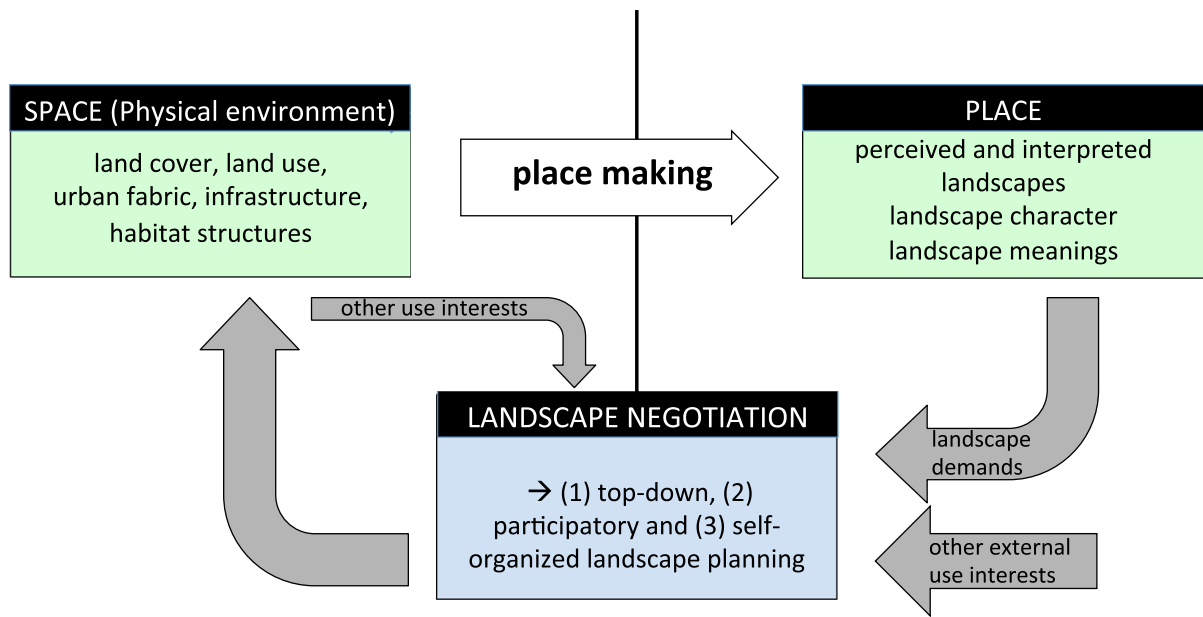 SPACE (Physical environment)
land cover, land use,
urban fabric, infrastructure,
habitat structures
place making
PLACE
perceived and interpreted
landscapes
landscape character
landscape meanings
other use interests
LANDSCAPE NEGOTIATION
→ (1) top-down, (2)
participatory and (3) self-
organized landscape planning
landscape
demands
other external
use interests